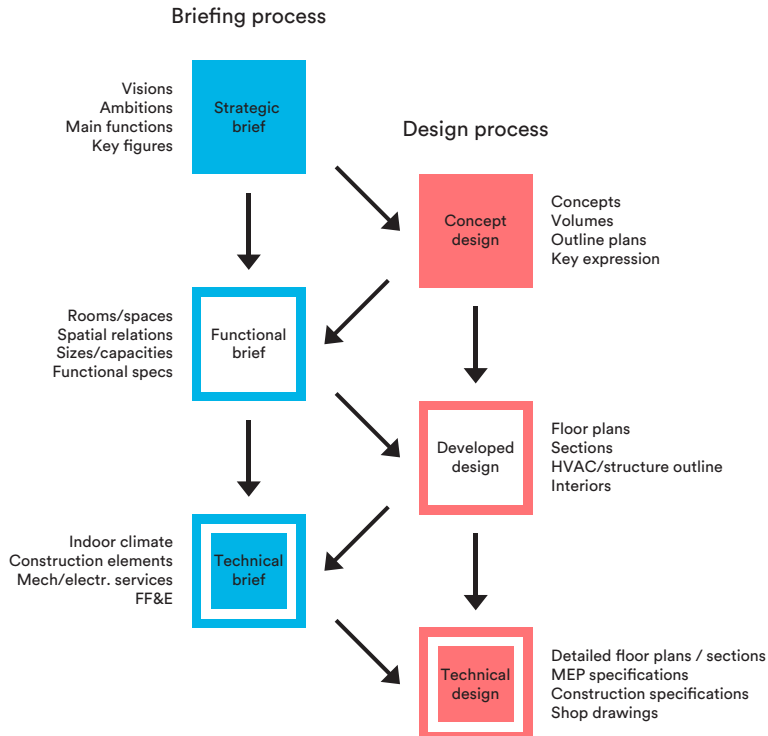 Briefing process
Visions
Ambitions
Main functions
Key figures
Strategic
brief
Design process
Concept
design
Concepts
Volumes
Outline plans
Key expression
Rooms/spaces
Spatial relations
Sizes/capacities
Functional specs
Functional
brief
Developed
design
Floor plans
Sections
HVAC/structure outline
Interiors
Indoor climate
Construction elements
Mech/electr. services
FF&E
Technical
brief
Technical
design
Detailed floor plans / sections
MEP specifications
Construction specifications
Shop drawings